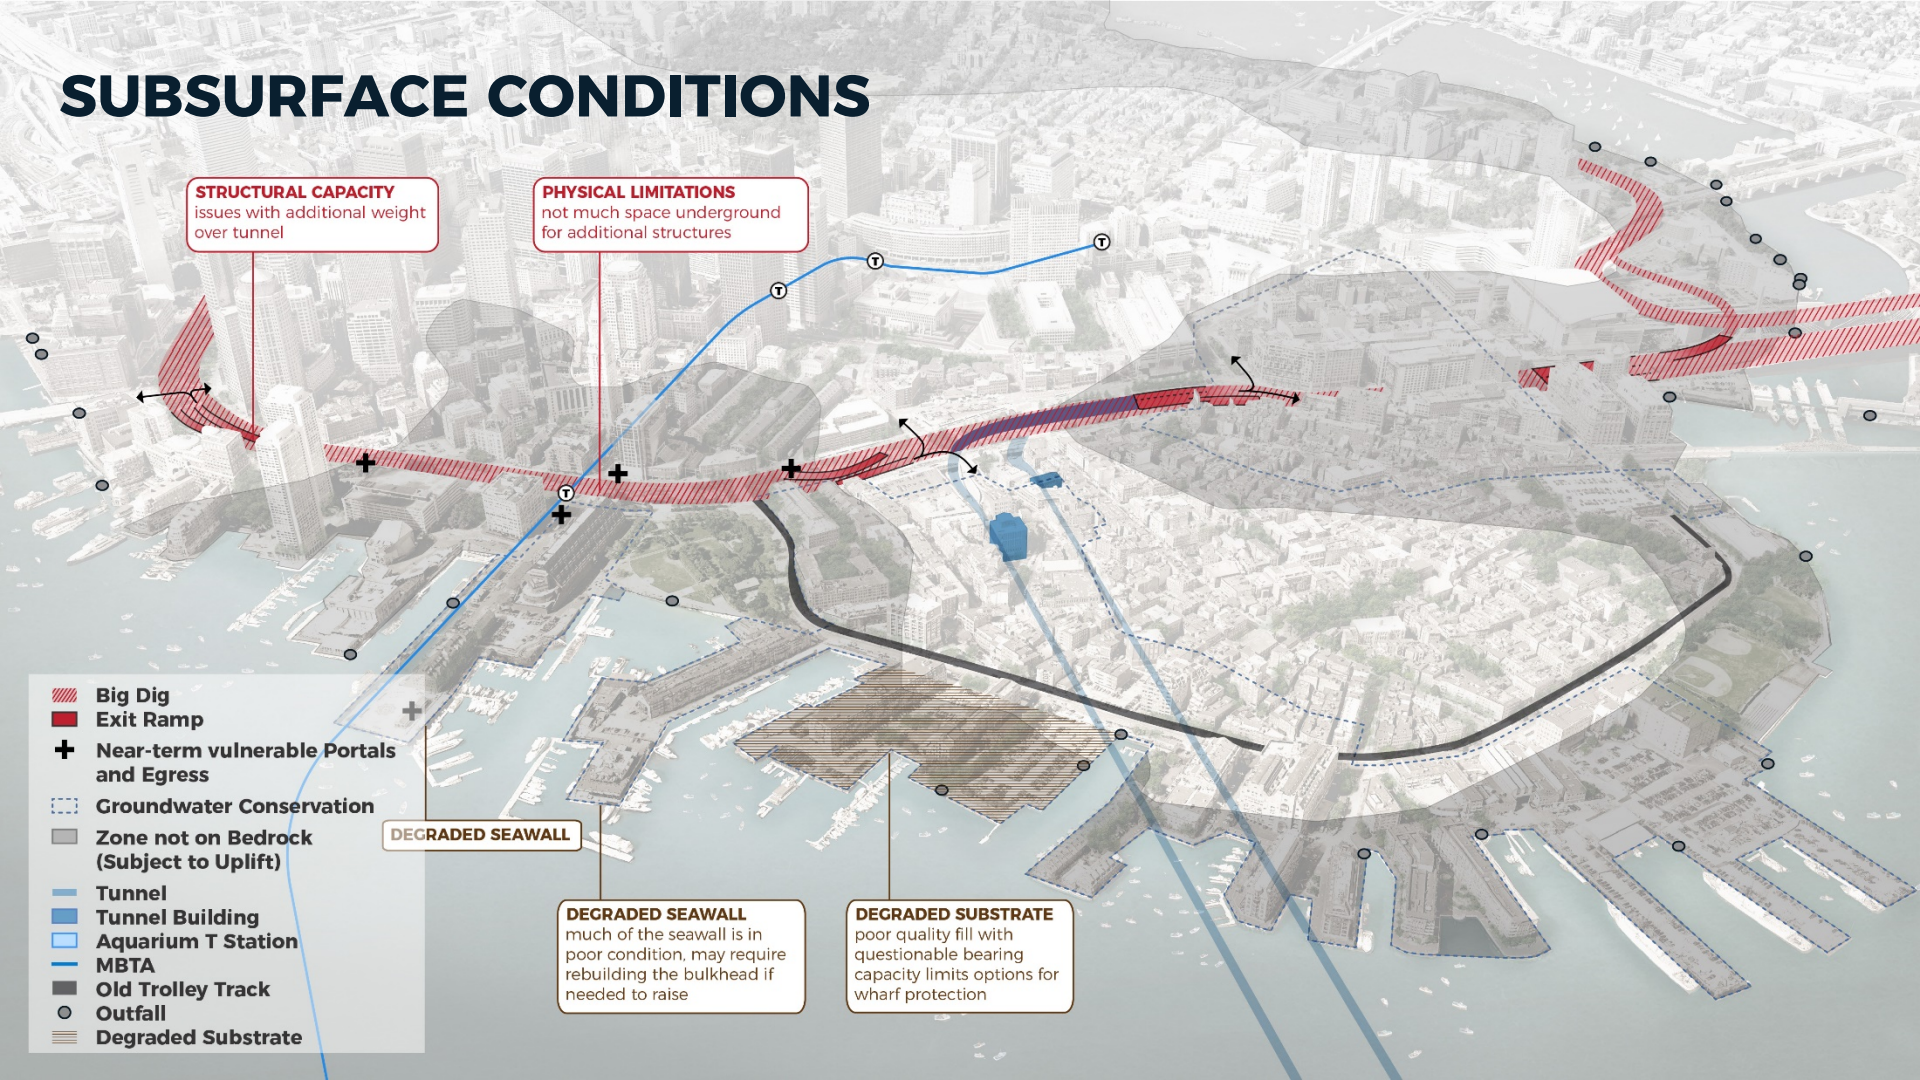 SUBSURFACE CONDITIONS
STRUCTURAL CAPACITY
issues with additional weight
over tunnel
PHYSICAL LIMITATIONS
not much space underground
for additional structures
T
T
T
T
Big Dig
Exit Ramp
Near-term vulnerable Portals
and Egress
Groundwater Conservation
Zone not on Bedrock
(Subject to Uplift)
Tunnel
Tunnel Building
Aquarium T Station
MBTA
Old Trolley Track
Outfall
Degraded Substrate
DEGRADED SEAWALL
DEGRADED SEAWALL
much of the seawall is in
poor condition, may require
rebuilding the bulkhead if
needed to raise
DEGRADED SUBSTRATE
poor quality fill with
questionable bearing
capacity limits options for
wharf protection